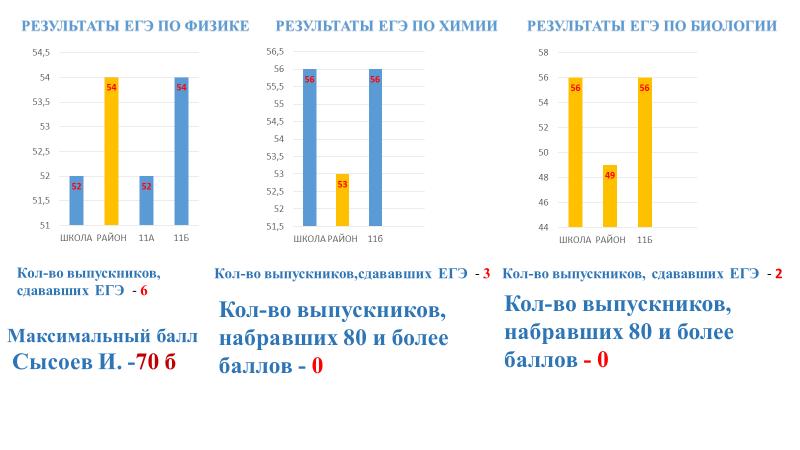 РЕЗУЛЬТАТЫ ЕГЭ ПО ФИЗИКЕ
54,5
54
53,5
53
52,5
52
51,5
51
52
54
52
54
ШКОЛА РАЙОН 11А 11Б
Кол-во выпускников,
сдававших ЕГЭ - 6
Максимальный балл
Сысоев И. -70 б
РЕЗУЛЬТАТЫ ЕГЭ ПО ХИМИИ
56,5
56
55,5
55
54,5
54
53,5
53
52,5
52
51,5
56
53
56
ШКОЛА РАЙОН 11б
Кол-во выпускников,сдававших ЕГЭ - 3
Кол-во выпускников,
набравших 80 и более
баллов - 0
РЕЗУЛЬТАТЫ ЕГЭ ПО БИОЛОГИИ
58
56
54
52
50
48
46
44
56
49
56
ШКОЛА РАЙОН 11Б
Кол-во выпускников, сдававших ЕГЭ - 2
Кол-во выпускников,
набравших 80 и более
баллов - 0